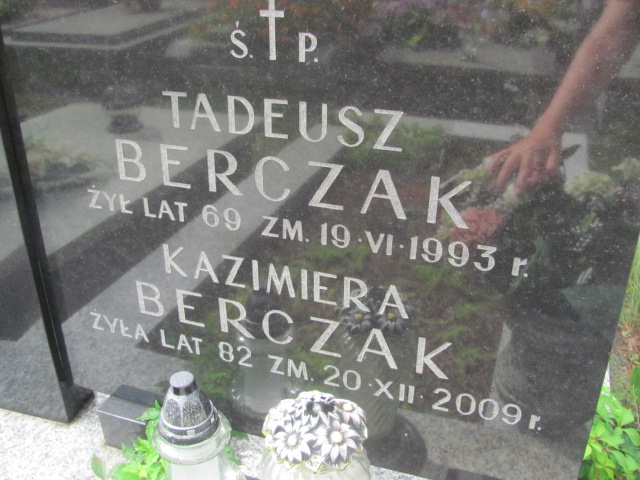 Ś. P.
TADEUSZ
BERCZAK
ŻYŁ LAT 69 ZM. 19·VI·1993 r.
KAZIMIERA
BERCZAK
ŻYŁA LAT 82 ZM. 20·XII·2009 r.